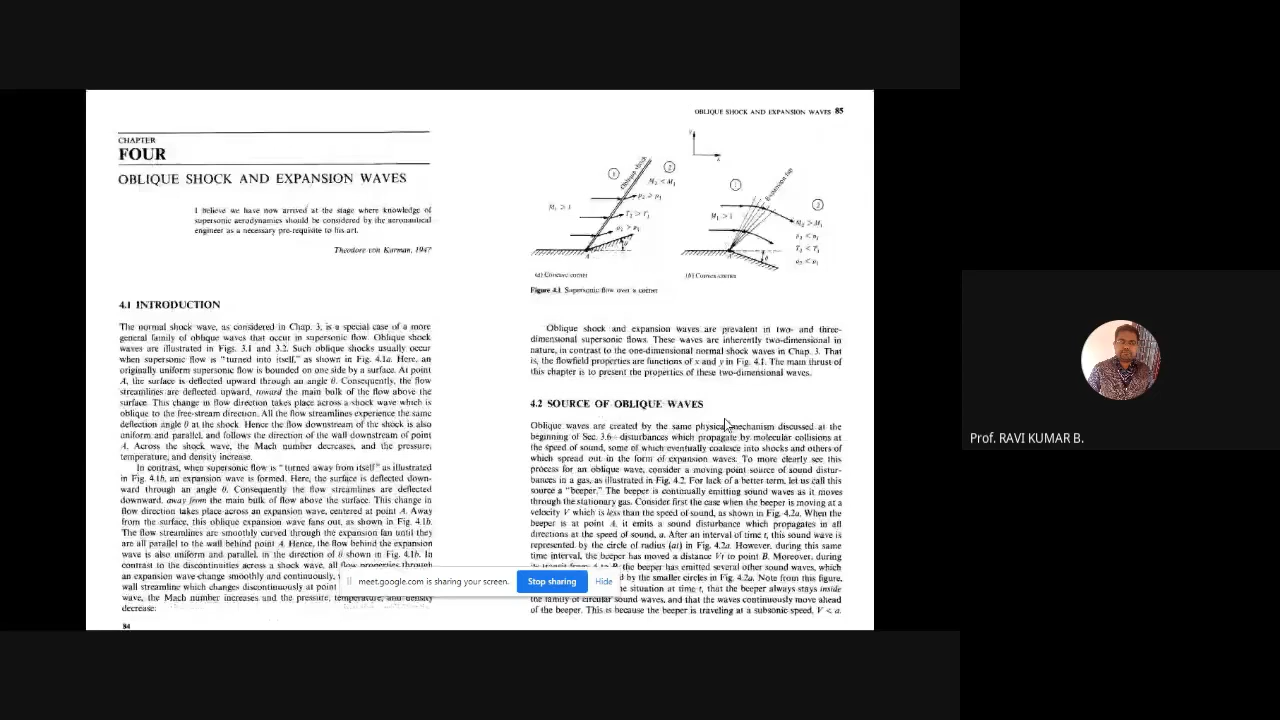 CHAPTER
FOUR
OBLIQUE SHOCK AND EXPANSION WAVES
I believe we have now arrived at the stage where knowledge of
supersonic aerodynamics should be considered by the aeronautical
engineer as a necessary pre-requisite to his art.
Theodore von Karman, 1947
4.1 INTRODUCTION
The normal shock wave, as considered in Chap. 3, is a special case of a more
general family of oblique waves that occur in supersonic flow. Oblique shock
waves are illustrated in Figs. 3.1 and 3.2. Such oblique shocks usually occur
when supersonic flow is "turned into itself," as shown in Fig. 4.1a. Here, an
originally uniform supersonic flow is bounded on one side by a surface. At point
A, the surface is deflected upward through an angle θ. Consequently, the flow
streamlines are deflected upward, toward the main bulk of the flow above the
surface. This change in flow direction takes place across a shock wave which is
oblique to the free-stream direction. All the flow streamlines experience the same
deflection angle θ at the shock. Hence the flow downstream of the shock is also
uniform and parallel, and follows the direction of the wall downstream of point
A. Across the shock wave, the Mach number decreases, and the pressure,
temperature, and density increase.
In contrast, when supersonic flow is "turned away from itself" as illustrated
in Fig. 4.1b, an expansion wave is formed. Here, the surface is deflected down-
ward through an angle θ. Consequently the flow streamlines are deflected
downward, away from the main bulk of flow above the surface. This change in
flow direction takes place across an expansion wave, centered at point A. Away
from the surface, this oblique expansion wave fans out, as shown in Fig. 4.1b.
The flow streamlines are smoothly curved through the expansion fan until they
are all parallel to the wall behind point A. Hence, the flow behind the expansion
wave is also uniform and parallel, in the direction of θ shown in Fig. 4.1b. In
contrast to the discontinuities across a shock wave, all flow properties through
an expansion wave change smoothly and continuously,
wall streamline which changes discontinuously at point
wave, the Mach number increases and the pressure, temperature, and density
decrease.
84
OBLIQUE SHOCK AND EXPANSION WAVES 85
y
x
1
Oblique shock
2
M₂ < M₁
p₂ > p₁
M₁ > 1
T₂ > T₁
ρ₂ > ρ₁
θ
A
(a) Concave corner
1
Expansion fan
2
M₁ > 1
M₂ > M₁
p₂ < p₁
T₂ < T₁
ρ₂ < ρ₁
A
θ
(b) Convex corner
Figure 4.1 Supersonic flow over a corner
Oblique shock and expansion waves are prevalent in two- and three-
dimensional supersonic flows. These waves are inherently two-dimensional in
nature, in contrast to the one-dimensional normal shock waves in Chap. 3. That
is, the flowfield properties are functions of x and y in Fig. 4.1. The main thrust of
this chapter is to present the properties of these two-dimensional waves.
4.2 SOURCE OF OBLIQUE WAVES
Oblique waves are created by the same physical mechanism discussed at the
beginning of Sec. 3.6—disturbances which propagate by molecular collisions at
the speed of sound, some of which eventually coalesce into shocks and others of
which spread out in the form of expansion waves. To more clearly see this
process for an oblique wave, consider a moving point source of sound distur-
bances in a gas, as illustrated in Fig. 4.2. For lack of a better term, let us call this
source a "beeper." The beeper is continually emitting sound waves as it moves
through the stationary gas. Consider first the case when the beeper is moving at a
velocity V which is less than the speed of sound, as shown in Fig. 4.2a. When the
beeper is at point A, it emits a sound disturbance which propagates in all
directions at the speed of sound, a. After an interval of time t, this sound wave is
represented by the circle of radius (at) in Fig. 4.2a. However, during this same
time interval, the beeper has moved a distance Vt to point B. Moreover, during
its transit from A to B, the beeper has emitted several other sound waves, which
d by the smaller circles in Fig. 4.2a. Note from this figure,
he situation at time t, that the beeper always stays inside
the family of circular sound waves, and that the waves continuously move ahead
of the beeper. This is because the beeper is traveling at a subsonic speed, V < a.
meet.google.com is sharing your screen.
Stop sharing
Hide
Prof. RAVI KUMAR B.